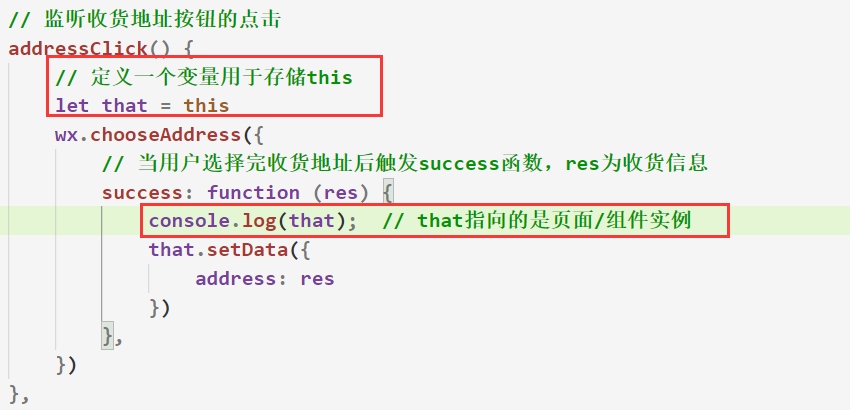 // 监听收货地址按钮的点击
addressClick() {
// 定义一个变量用于存储this
let that = this
wx.chooseAddress({
// 当用户选择完收货地址后触发success函数，res为收货信息
success: function (res) {
console.log(that);  // that指向的是页面/组件实例
that.setData({
address: res
})
},
})
},